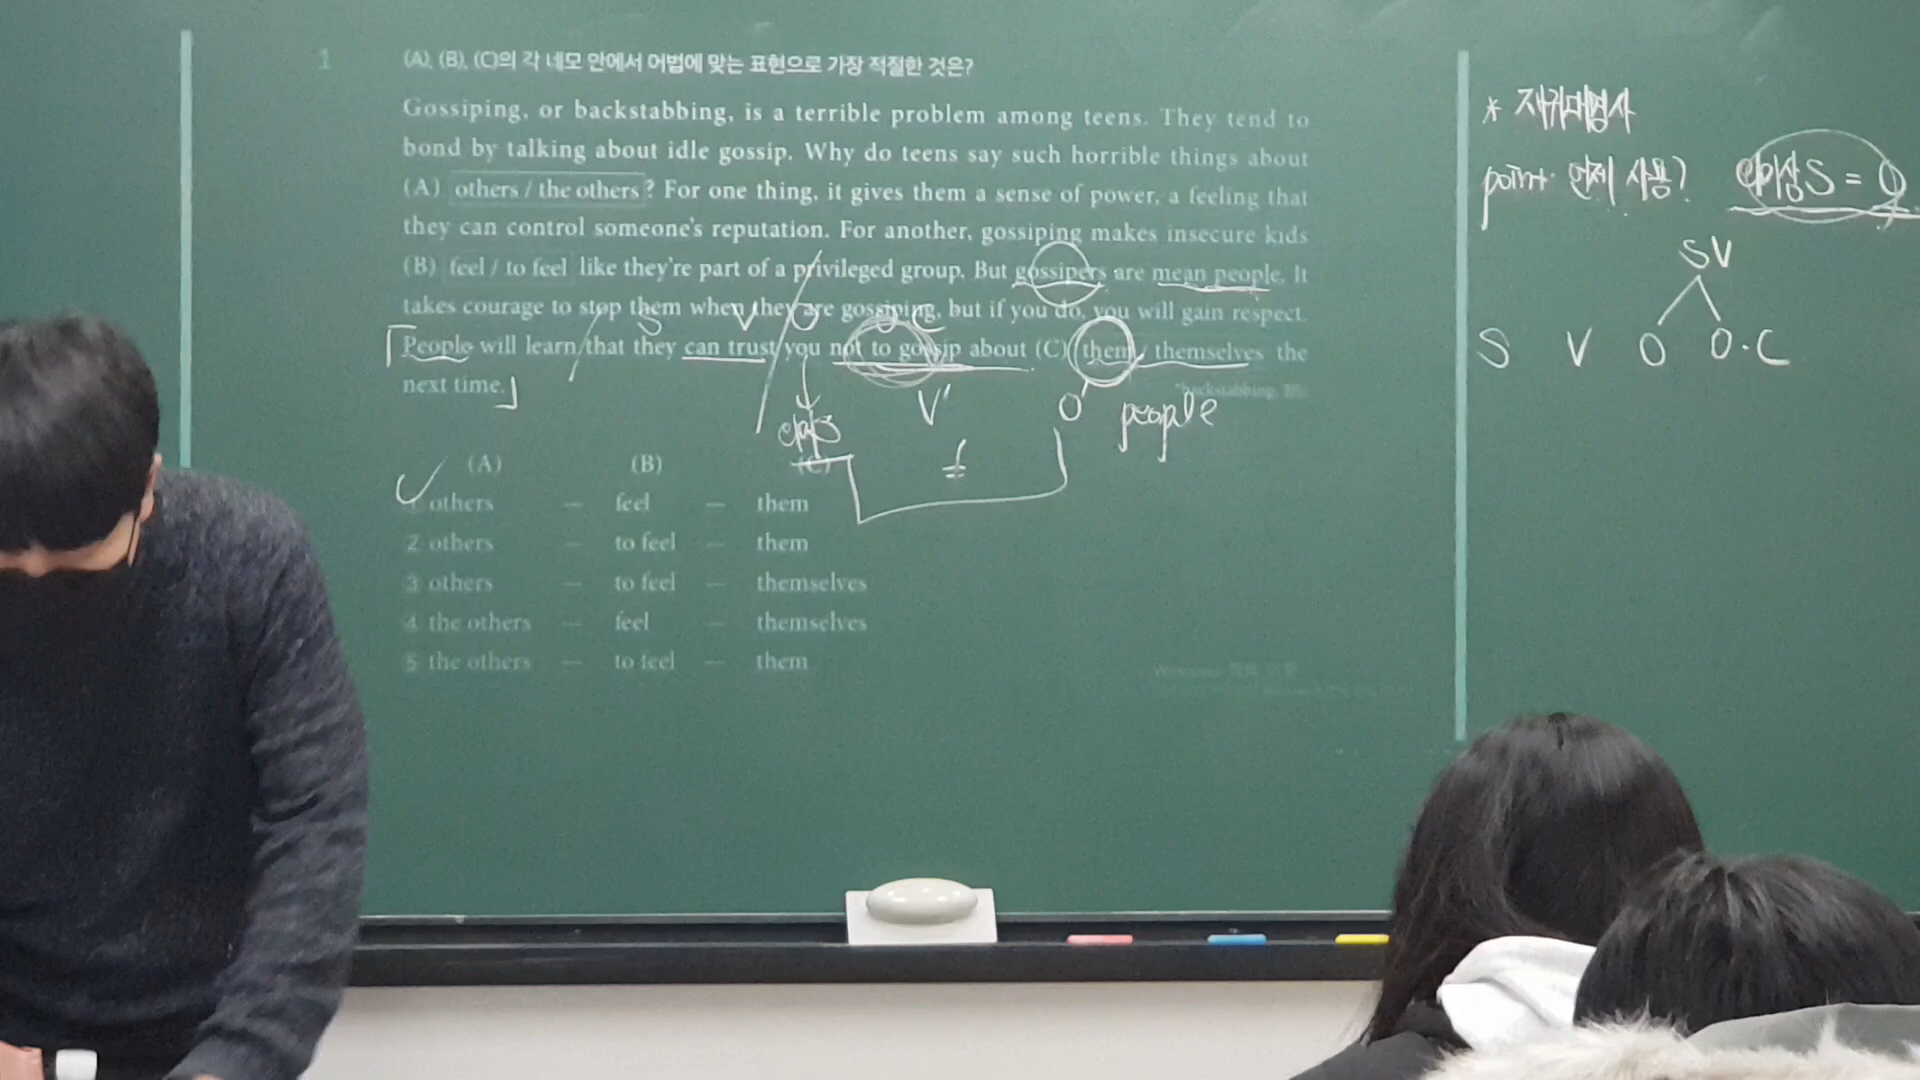 1 (A), (B), (C)의 각 네모 안에서 어법에 맞는 표현으로 가장 적절한 것은?
Gossiping, or backstabbing, is a terrible problem among teens. They tend to
bond by talking about idle gossip. Why do teens say such horrible things about
(A) others / the others ? For one thing, it gives them a sense of power, a feeling that
they can control someone's reputation. For another, gossiping makes insecure kids
(B) feel / to feel like they're part of a privileged group. But gossipers are mean people. It
takes courage to stop them when they are gossiping, but if you do, you will gain respect.
S V O O.C
「People will learn that they can trust you not to gossip about (C) them / themselves the
next time.」
*backstabbing
V' O people
≠
(A) (B) (C)
1 others — feel — them
2 others — to feel — them
3 others — to feel — themselves
4 the others — feel — themselves
5 the others — to feel — them
* 재귀대명사
point 언제 사용? S = O
S V
S V O O.C